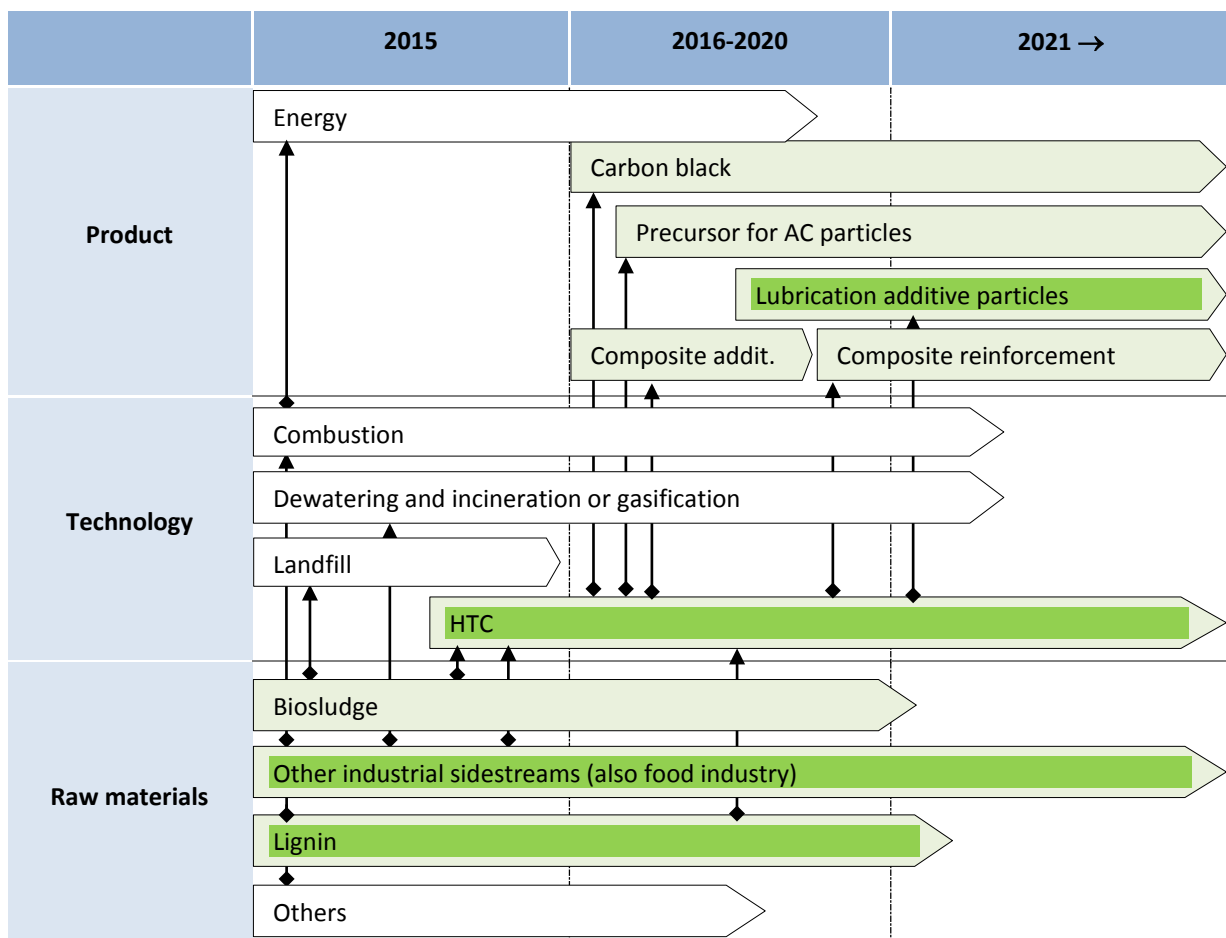 2015
2016-2020
2021 →
Product
Energy
Carbon black
Precursor for AC particles
Lubrication additive particles
Composite addit.
Composite reinforcement
Technology
Combustion
Dewatering and incineration or gasification
Landfill
HTC
Raw materials
Biosludge
Other industrial sidestreams (also food industry)
Lignin
Others